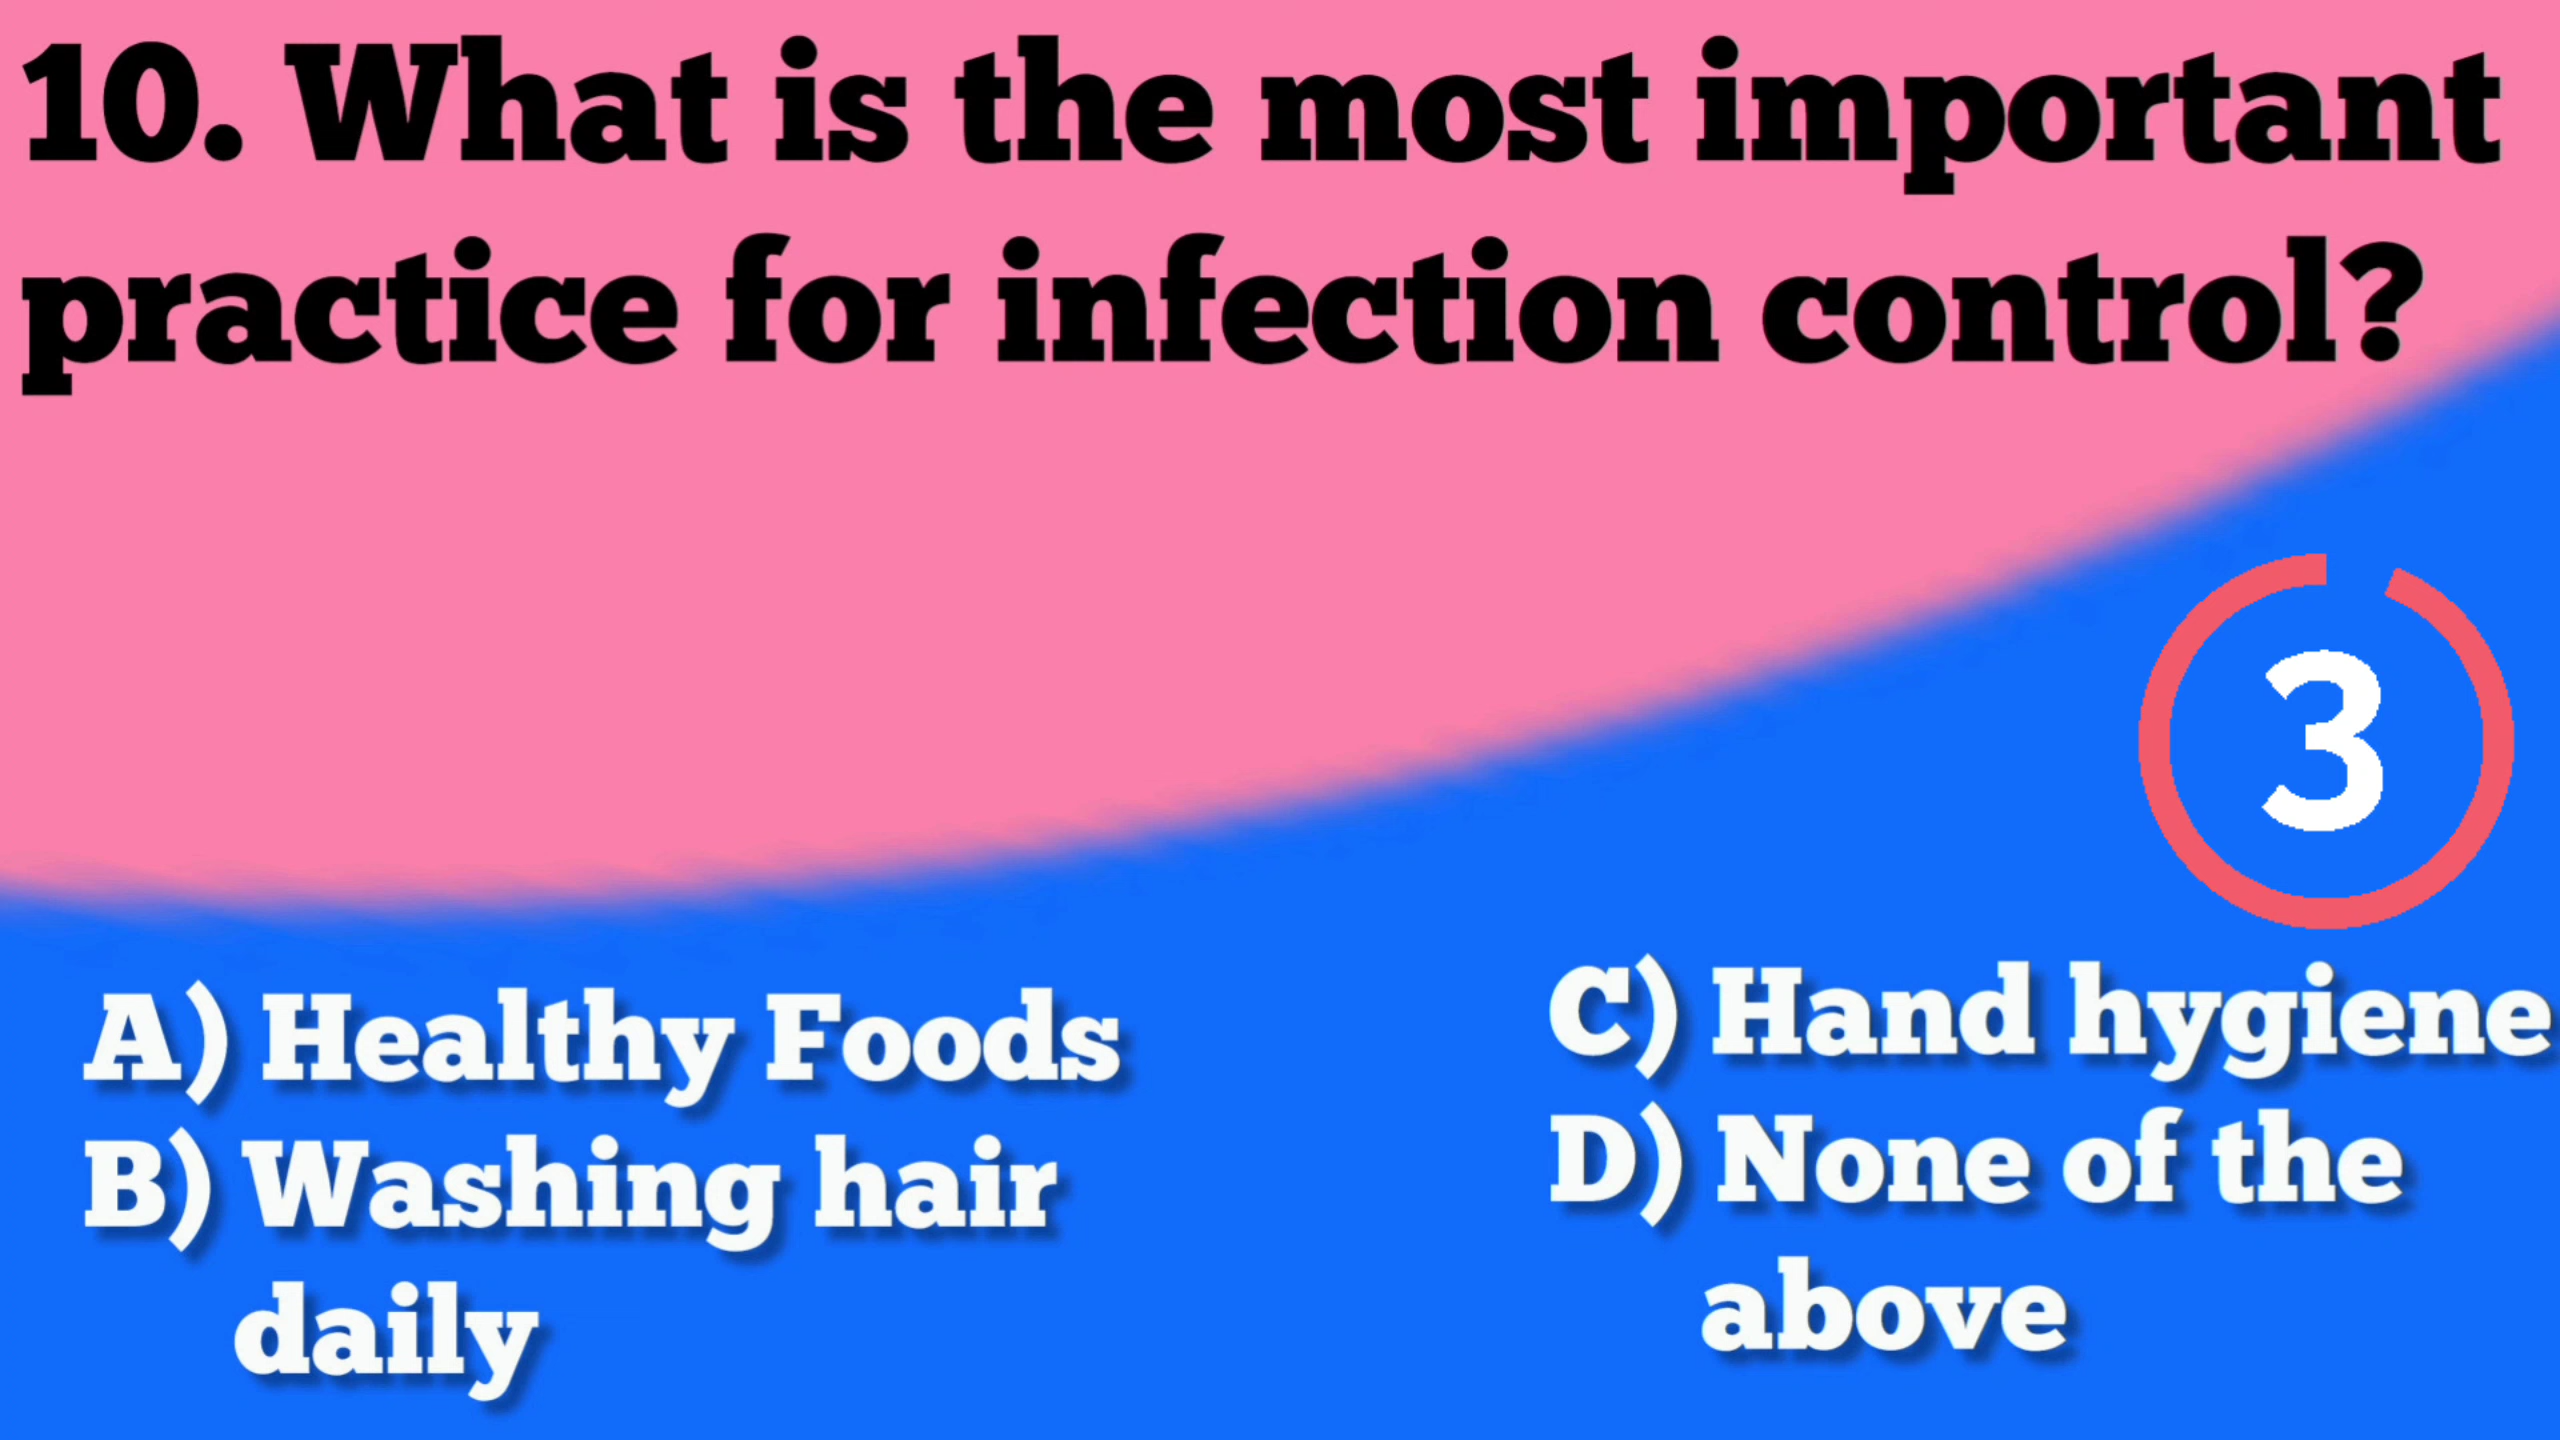 10. What is the most important
practice for infection control?
3
A) Healthy Foods
B) Washing hair
daily
C) Hand hygiene
D) None of the
above